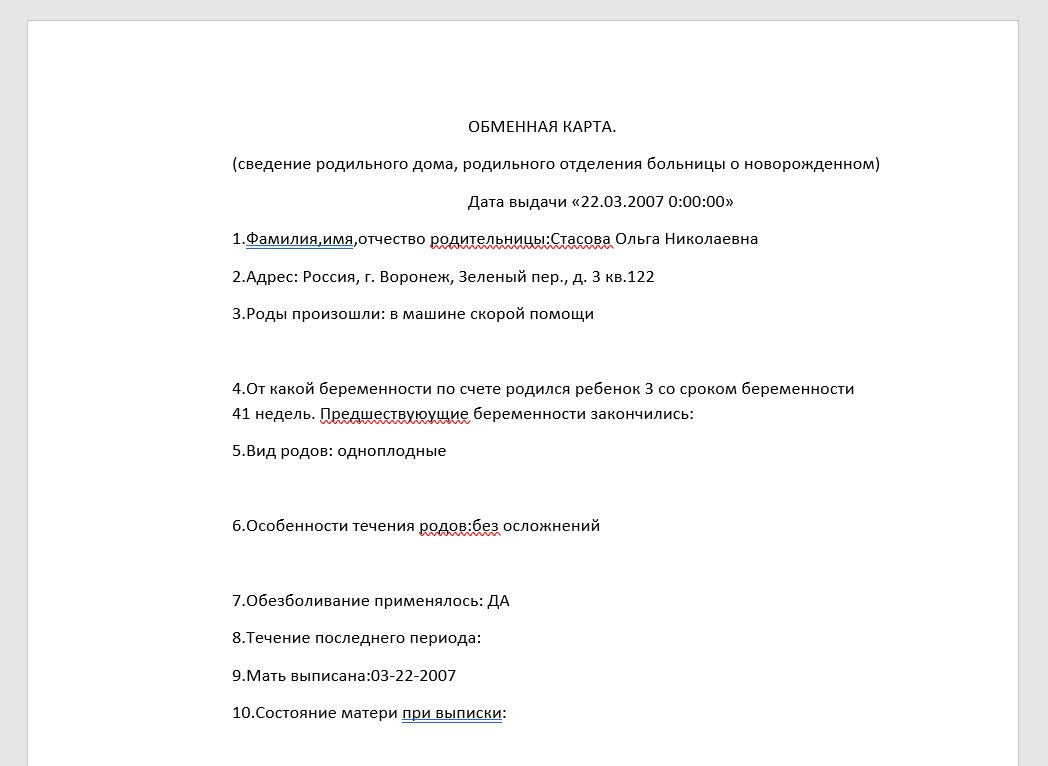 ОБМЕННАЯ КАРТА.
(сведение родильного дома, родильного отделения больницы о новорожденном)
Дата выдачи «22.03.2007 0:00:00»
1.Фамилия,имя,отчество родительницы:Стасова Ольга Николаевна
2.Адрес: Россия, г. Воронеж, Зеленый пер., д. 3 кв.122
3.Роды произошли: в машине скорой помощи
4.От какой беременности по счете родился ребенок 3 со сроком беременности
41 недель. Предшествуюущие беременности закончились:
5.Вид родов: одноплодные
6.Особенности течения родов:без осложнений
7.Обезболивание применялось: ДА
8.Течение последнего периода:
9.Мать выписана:03-22-2007
10.Состояние матери при выписки: